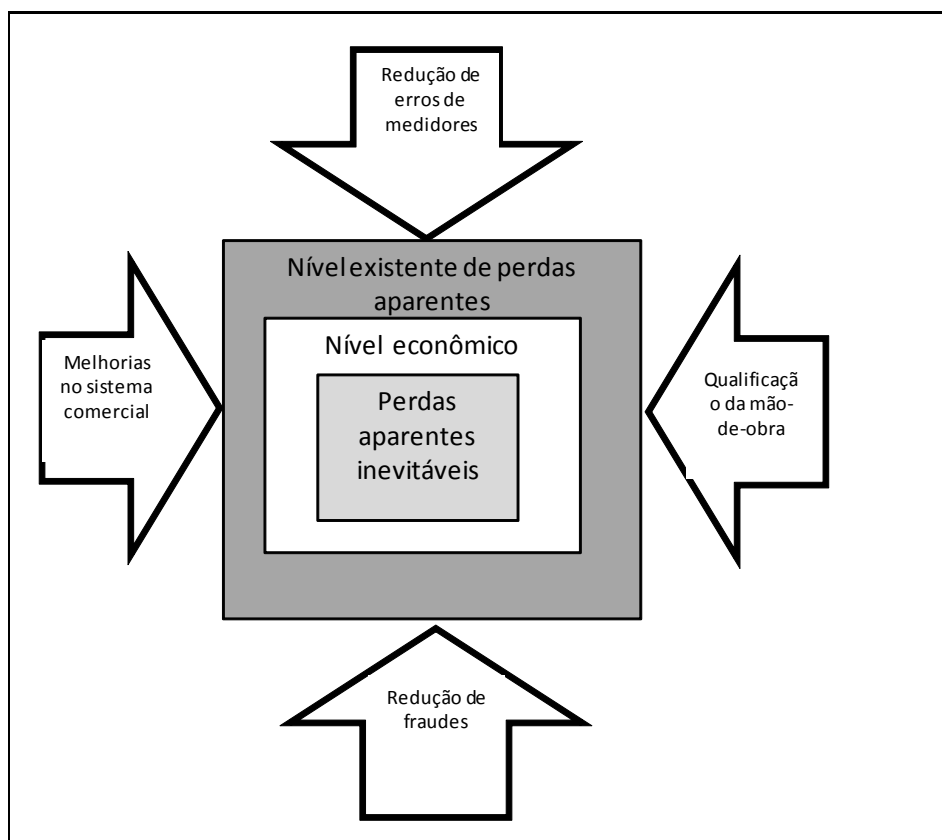 Redução de
erros de
medidores
Nível existente de perdas
aparentes
Nível econômico
Perdas
aparentes
inevitáveis
Melhorias
no sistema
comercial
Qualificaçã
o da mão-
de-obra
Redução de
fraudes